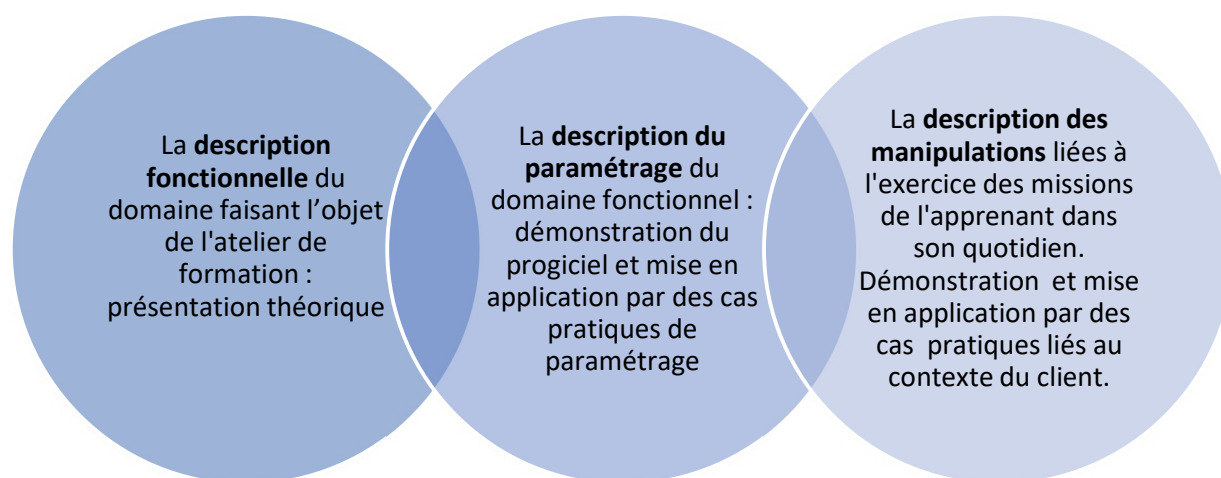 La description
fonctionnelle du
domaine faisant l’objet
de l'atelier de
formation :
présentation théorique
La description du
paramétrage du
domaine fonctionnel :
démonstration du
progiciel et mise en
application par des cas
pratiques de
paramétrage
La description des
manipulations liées à
l'exercice des missions
de l'apprenant dans
son quotidien.
Démonstration et mise
en application par des
cas pratiques liés au
contexte du client.